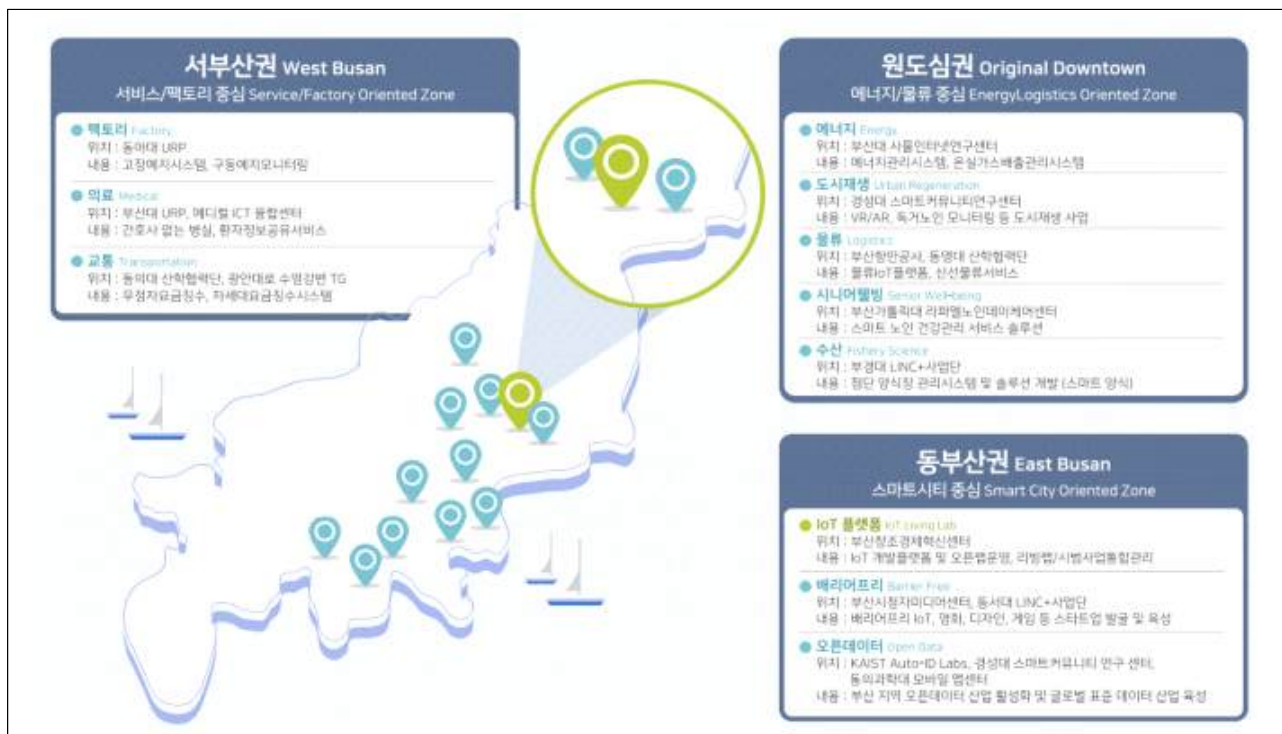 서부산권 West Busan
서비스/팩토리 중심 Service/Factory Oriented Zone
팩토리 Factory
위치 : 동아대 URP
내용 : 고장예지시스템, 구동예지모니터링
의료 Medical
위치 : 부산대 URP, 메디컬 ICT 융합센터
내용 : 간호사 없는 병실, 환자정보공유서비스
교통 Transportation
위치 : 동의대 산학협력단, 광안대로 수영강변 TG
내용 : 무정차요금징수, 차세대요금징수시스템
원도심권 Original Downtown
에너지/물류 중심 EnergyLogistics Oriented Zone
에너지 Energy
위치 : 부산대 사물인터넷연구센터
내용 : 에너지관리시스템, 온실가스배출관리시스템
도시재생 Urban Regeneration
위치 : 경성대 스마트커뮤니티연구센터
내용 : VR/AR, 독거노인 모니터링 등 도시재생 사업
물류 Logistics
위치 : 부산항만공사, 동명대 산학협력단
내용 : 물류IoT플랫폼, 신선물류서비스
시니어웰빙 Senior Well-being
위치 : 부산가톨릭대 라파엘노인데이케어센터
내용 : 스마트 노인 건강관리 서비스 솔루션
수산 Fishery Science
위치 : 부경대 LINC+사업단
내용 : 첨단 양식장 관리시스템 및 솔루션 개발 (스마트 양식)
동부산권 East Busan
스마트시티 중심 Smart City Oriented Zone
IoT 플랫폼 IoT Living Lab
위치 : 부산창조경제혁신센터
내용 : IoT 개발플랫폼 및 오픈랩운영, 리빙랩/시범사업통합관리
배리어프리 Barrier Free
위치 : 부산시청자미디어센터, 동서대 LINC+사업단
내용 : 배리어프리 IoT, 영화, 디자인, 게임 등 스타트업 발굴 및 육성
오픈데이터 Open Data
위치 : KAIST Auto-ID Labs, 경성대 스마트커뮤니티 연구 센터,
동의과학대 모바일 앱센터
내용 : 부산 지역 오픈데이터 산업 활성화 및 글로벌 표준 데이터 산업 육성